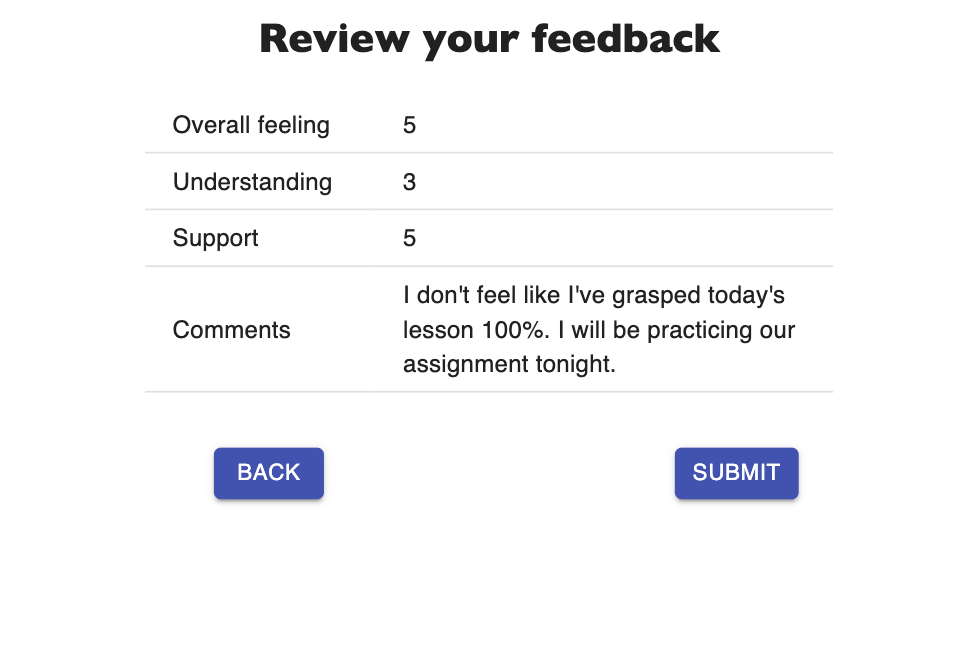 Review your feedback
Overall feeling 5
Understanding 3
Support 5
Comments I don't feel like I've grasped today's
lesson 100%. I will be practicing our
assignment tonight.
BACK SUBMIT